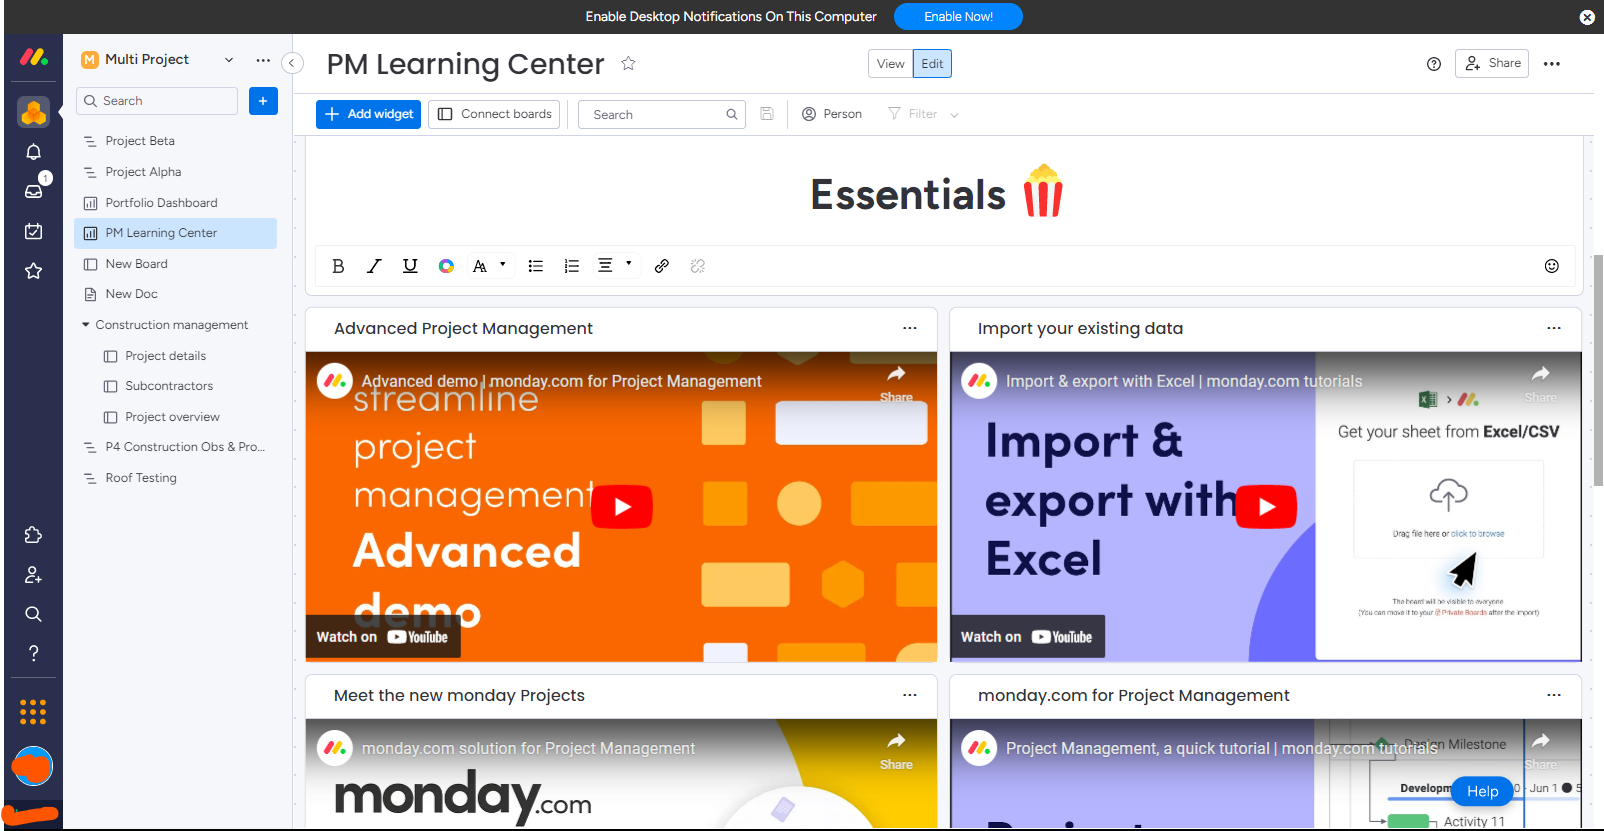 Enable Desktop Notifications On This Computer
Enable Now!
M Multi Project
Search
Project Beta
Project Alpha
Portfolio Dashboard
PM Learning Center
New Board
New Doc
Construction management
Project details
Subcontractors
Project overview
P4 Construction Obs & Pro...
Roof Testing
1
PM Learning Center
View
Edit
Share
Add widget
Connect boards
Search
Person
Filter
Essentials
Advanced Project Management
Advanced demo | monday.com for Project Management
Share
streamline
project
management
Advanced
demo
Watch on YouTube
Import your existing data
Import & export with Excel | monday.com tutorials
Share
Import &
export with
Excel
Get your sheet from Excel/CSV
Drag file here or click to browse
The board will be visible to everyone
(You can move it to your Private Boards after the import)
Watch on YouTube
Meet the new monday Projects
monday.com solution for Project Management
Share
monday.com
monday.com for Project Management
Project Management, a quick tutorial | monday.com tutorials
Share
Milestone
Jun 1
Activity 11
Help